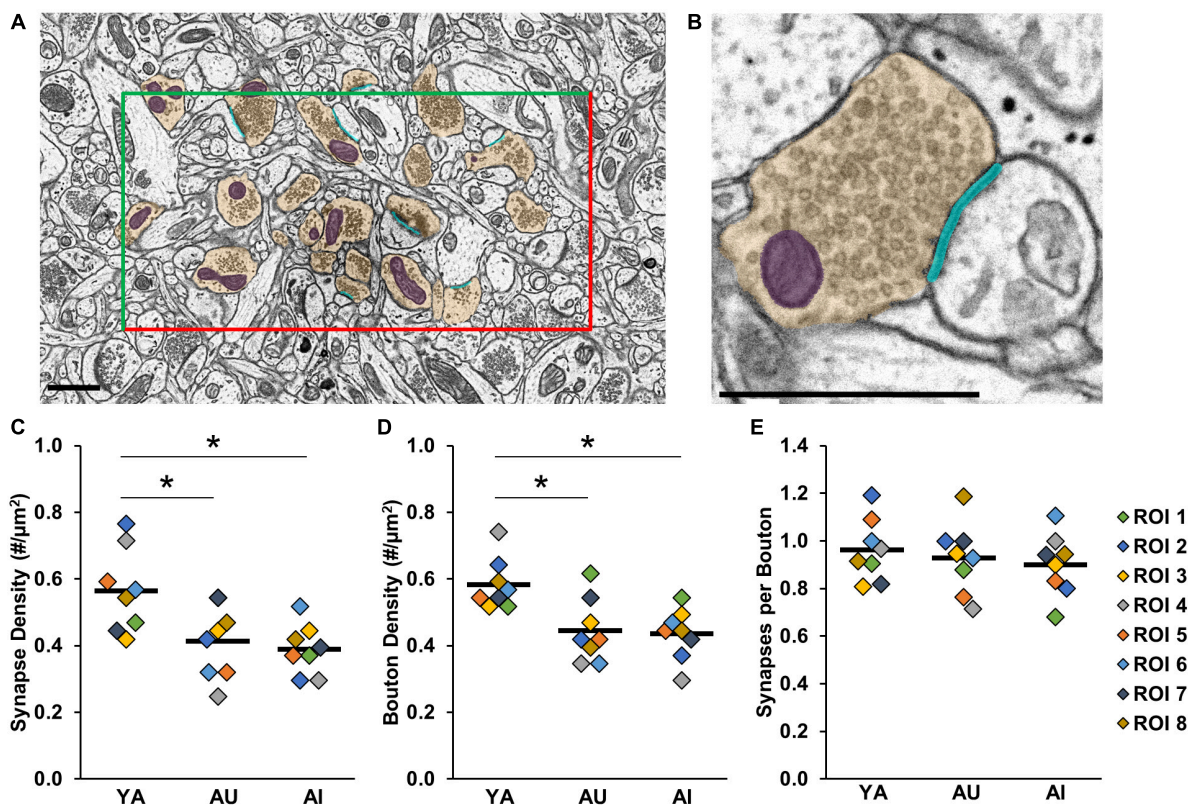 A
B
C
Synapse Density (#/µm²)
1.0
0.8
0.6
0.4
0.2
0.0
*
*
YA AU AI
D
Bouton Density (#/µm²)
1.0
0.8
0.6
0.4
0.2
0.0
*
*
YA AU AI
E
Synapses per Bouton
1.4
1.2
1.0
0.8
0.6
0.4
0.2
0.0
YA AU AI
ROI 1
ROI 2
ROI 3
ROI 4
ROI 5
ROI 6
ROI 7
ROI 8